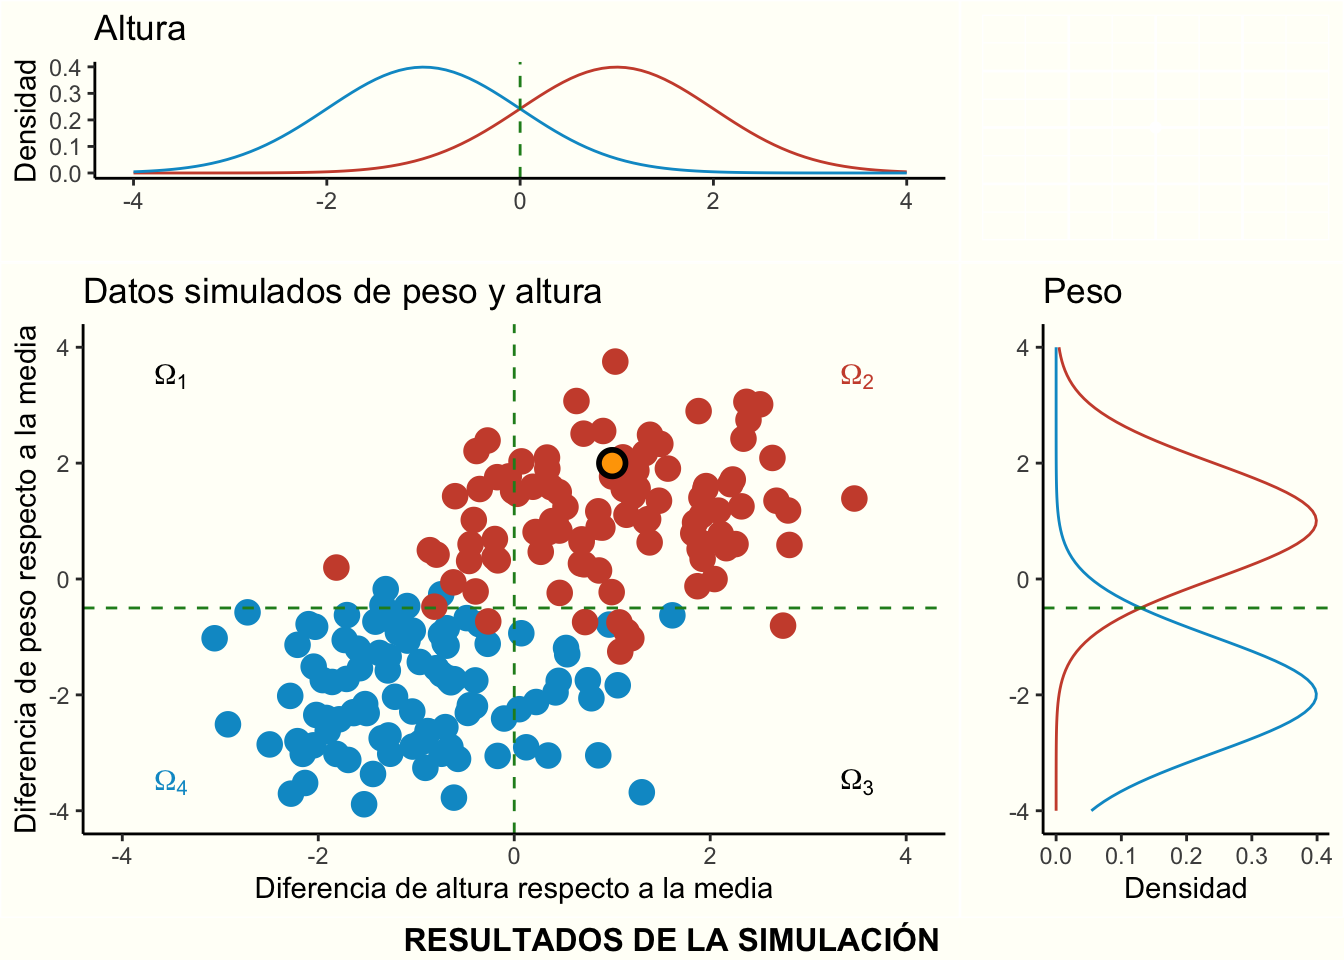 Altura
Densidad
0.4
0.3
0.2
0.1
0.0
-4 -2 0 2 4
Datos simulados de peso y altura
Diferencia de peso respecto a la media
4
2
0
-2
-4
Ω1
Ω2
Ω4
Ω3
-4 -2 0 2 4
Diferencia de altura respecto a la media
Peso
4
2
0
-2
-4
0.0 0.1 0.2 0.3 0.4
Densidad
RESULTADOS DE LA SIMULACIÓN